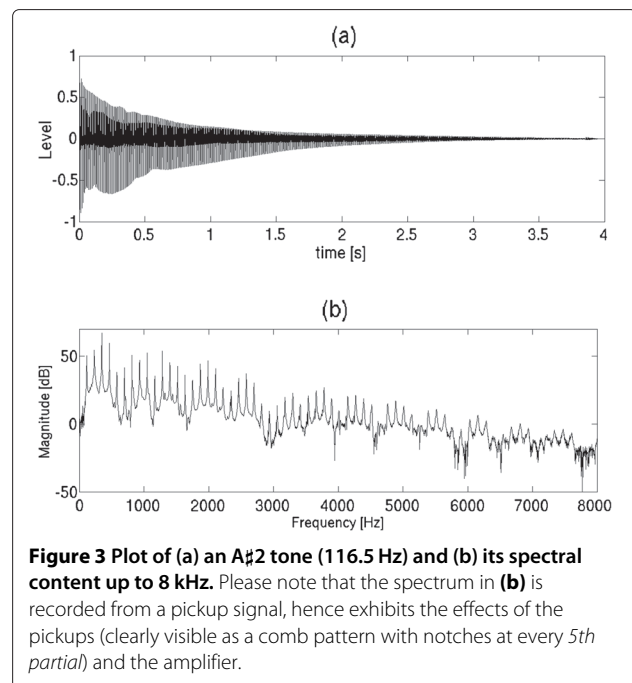 (a)
1
0.5
0
-0.5
-1
Level
0 0.5 1 1.5 2 2.5 3 3.5 4
time [s]
(b)
50
0
-50
Magnitude [dB]
0 1000 2000 3000 4000 5000 6000 7000 8000
Frequency [Hz]
Figure 3 Plot of (a) an A♯2 tone (116.5 Hz) and (b) its spectral
content up to 8 kHz. Please note that the spectrum in (b) is
recorded from a pickup signal, hence exhibits the effects of the
pickups (clearly visible as a comb pattern with notches at every 5th
partial) and the amplifier.